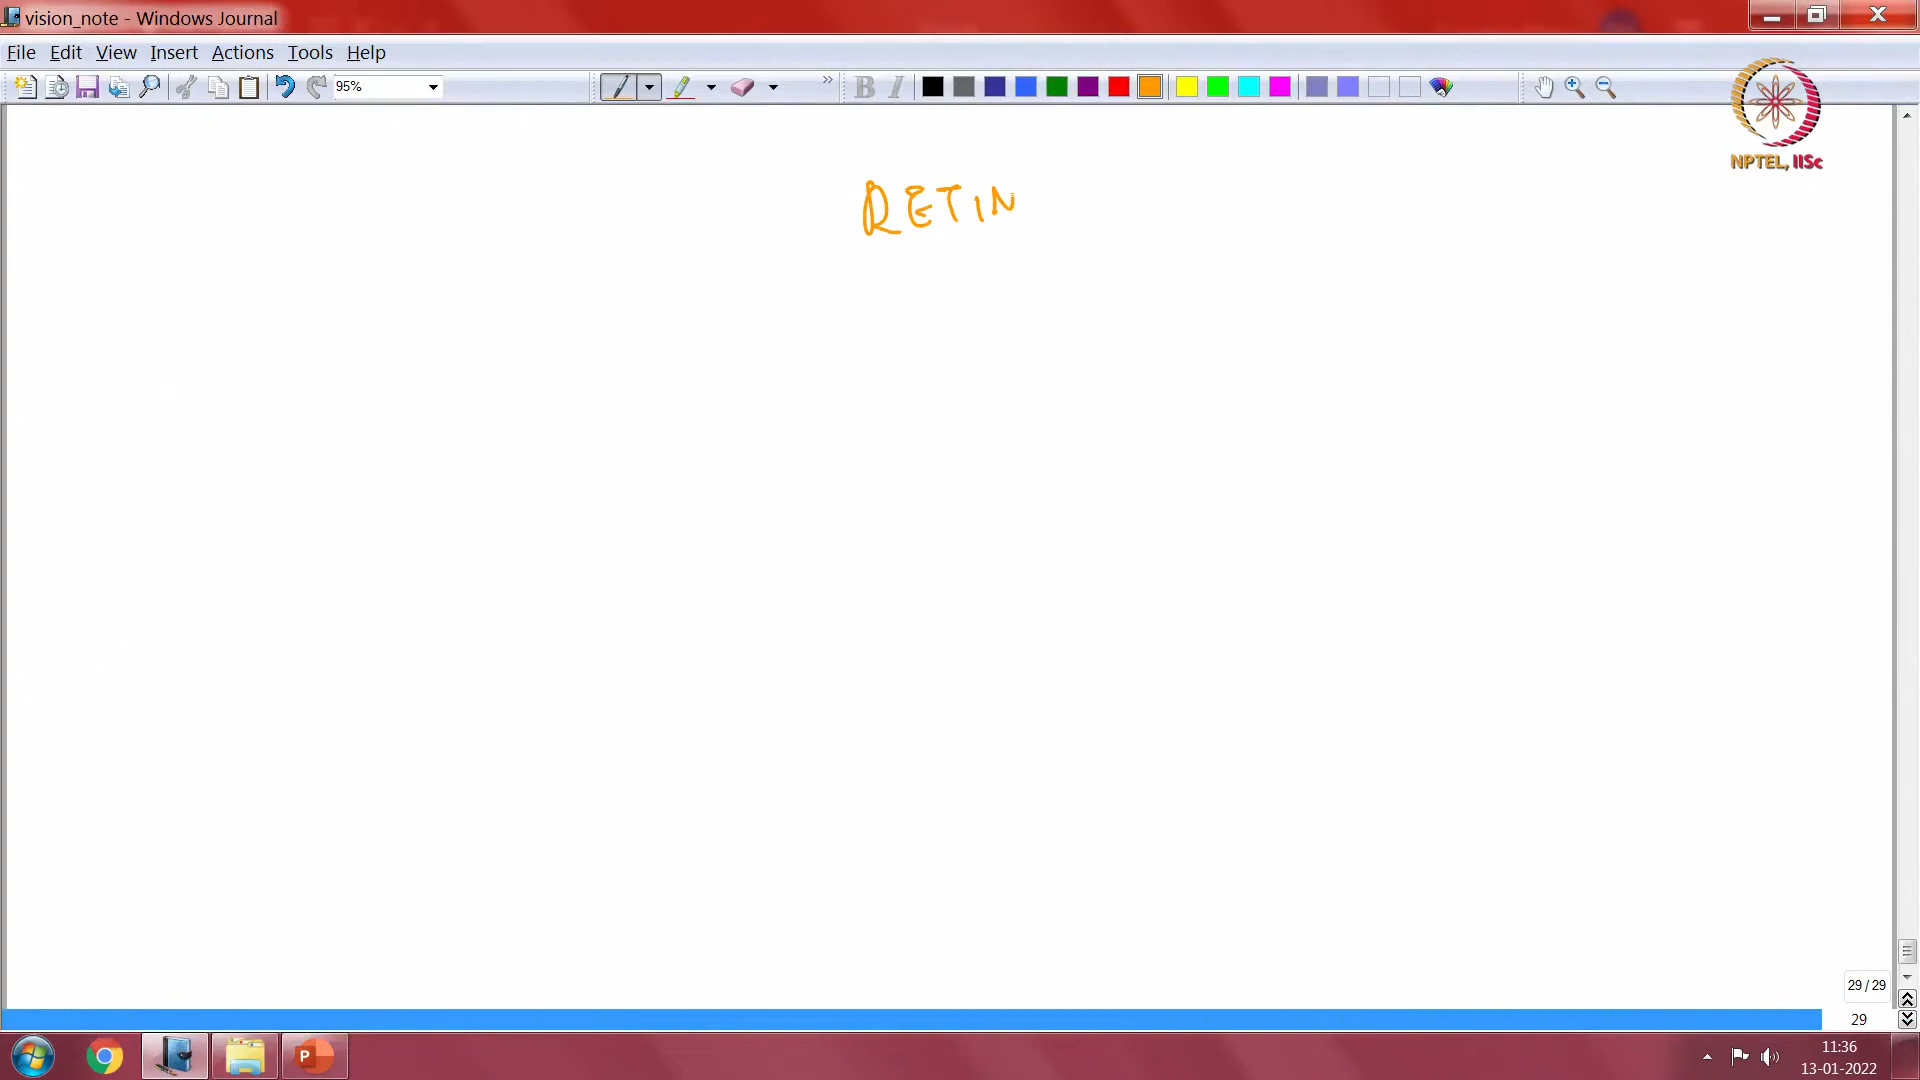 vision_note - Windows Journal
File Edit View Insert Actions Tools Help
95%
B I
NPTEL, IISc
RETIN
29 / 29
29
P
11:36
13-01-2022